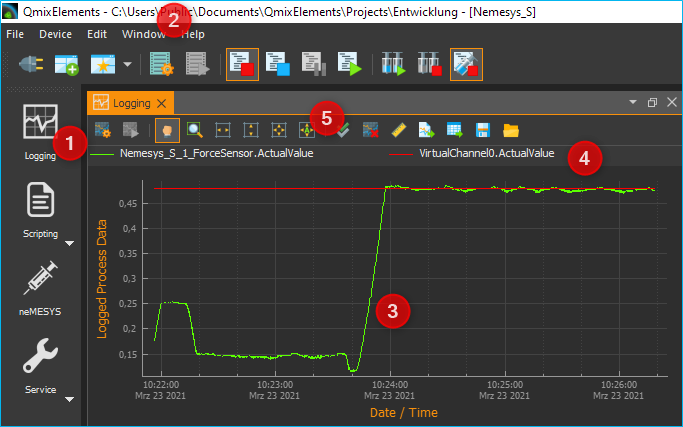 QmixElements - C:\Users\Public\Documents\QmixElements\Projects\Entwicklung - [Nemesys_S]
2
File Device Edit Window Help
Logging
5
1
Logging
Nemesys_S_1_ForceSensor.ActualValue VirtualChannel0.ActualValue
4
Scripting
neMESYS
Service
Logged Process Data
0,45
0,4
0,35
0,3
0,25
0,2
0,15
3
10:22:00 10:23:00 10:24:00 10:25:00 10:26:00
Mrz 23 2021 Mrz 23 2021 Mrz 23 2021 Mrz 23 2021 Mrz 23 2021
Date / Time